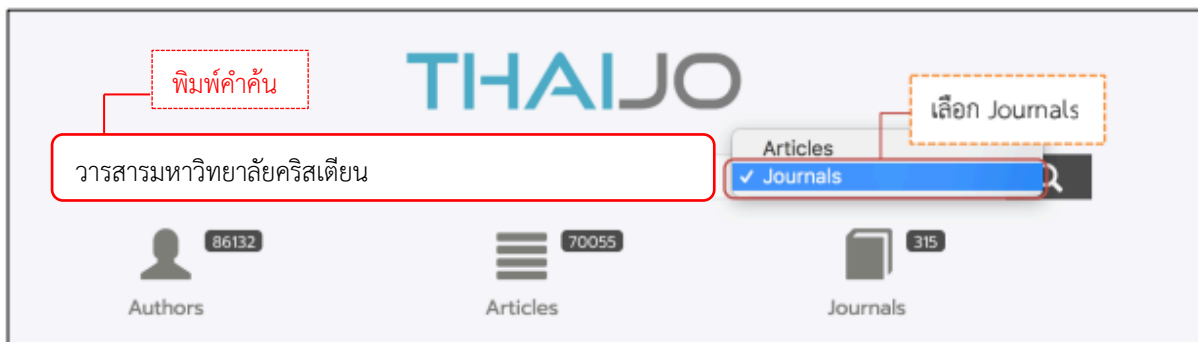 THAIJO
พิมพ์คำค้น
เลือก Journals
วารสารมหาวิทยาลัยคริสเตียน
Articles
✓ Journals
86132
70055
315
Authors
Articles
Journals